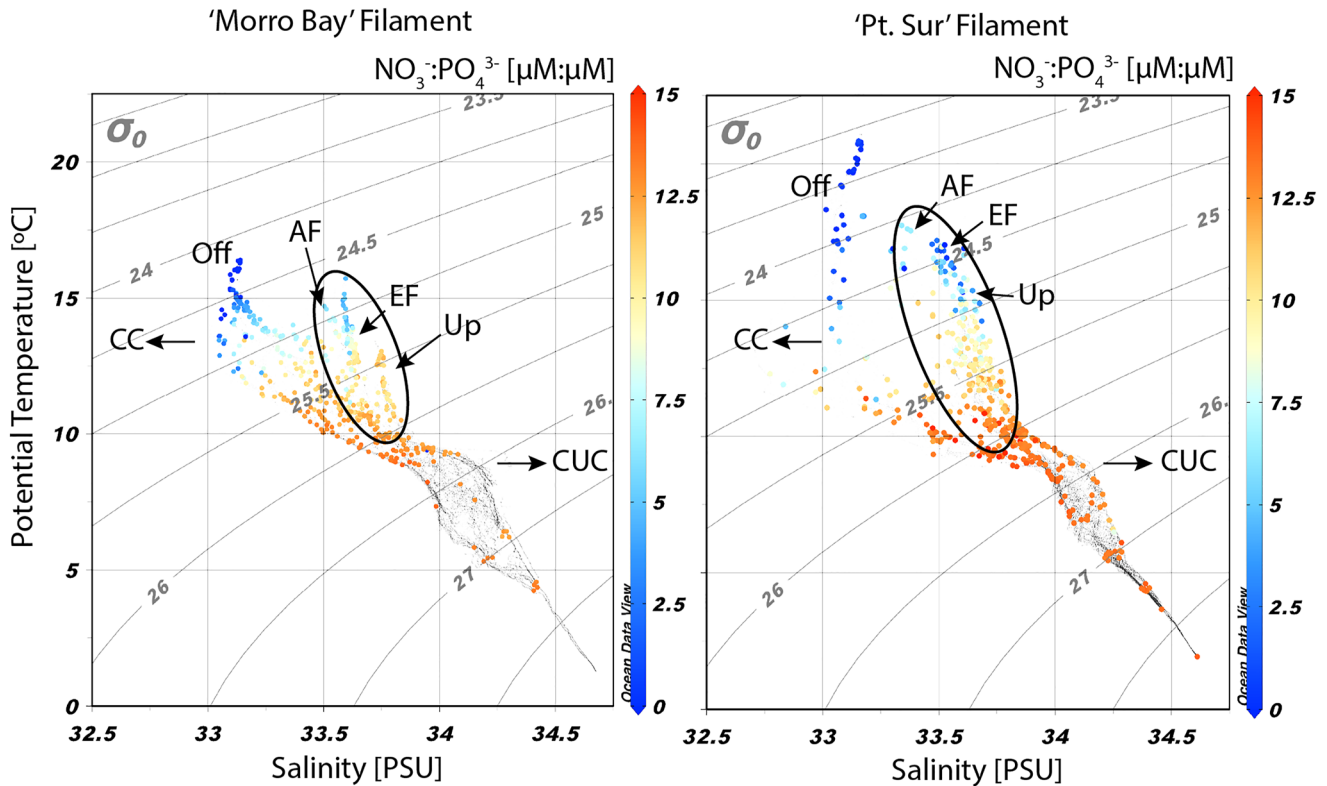 ‘Morro Bay’ Filament
‘Pt. Sur’ Filament
NO₃⁻:PO₄³⁻ [µM:µM]
NO₃⁻:PO₄³⁻ [µM:µM]
σ₀
23.5
24
24.5
25
25.5
26
26.
27
Off
AF
EF
Up
CC
CUC
Potential Temperature [ºC]
20
15
10
5
0
32.5
33
33.5
34
34.5
Salinity [PSU]
Ocean Data View
15
12.5
10
7.5
5
2.5
0
σ₀
23.5
24
24.5
25
25.5
26
26.
27
Off
AF
EF
Up
CC
CUC
32.5
33
33.5
34
34.5
Salinity [PSU]
Ocean Data View
15
12.5
10
7.5
5
2.5
0